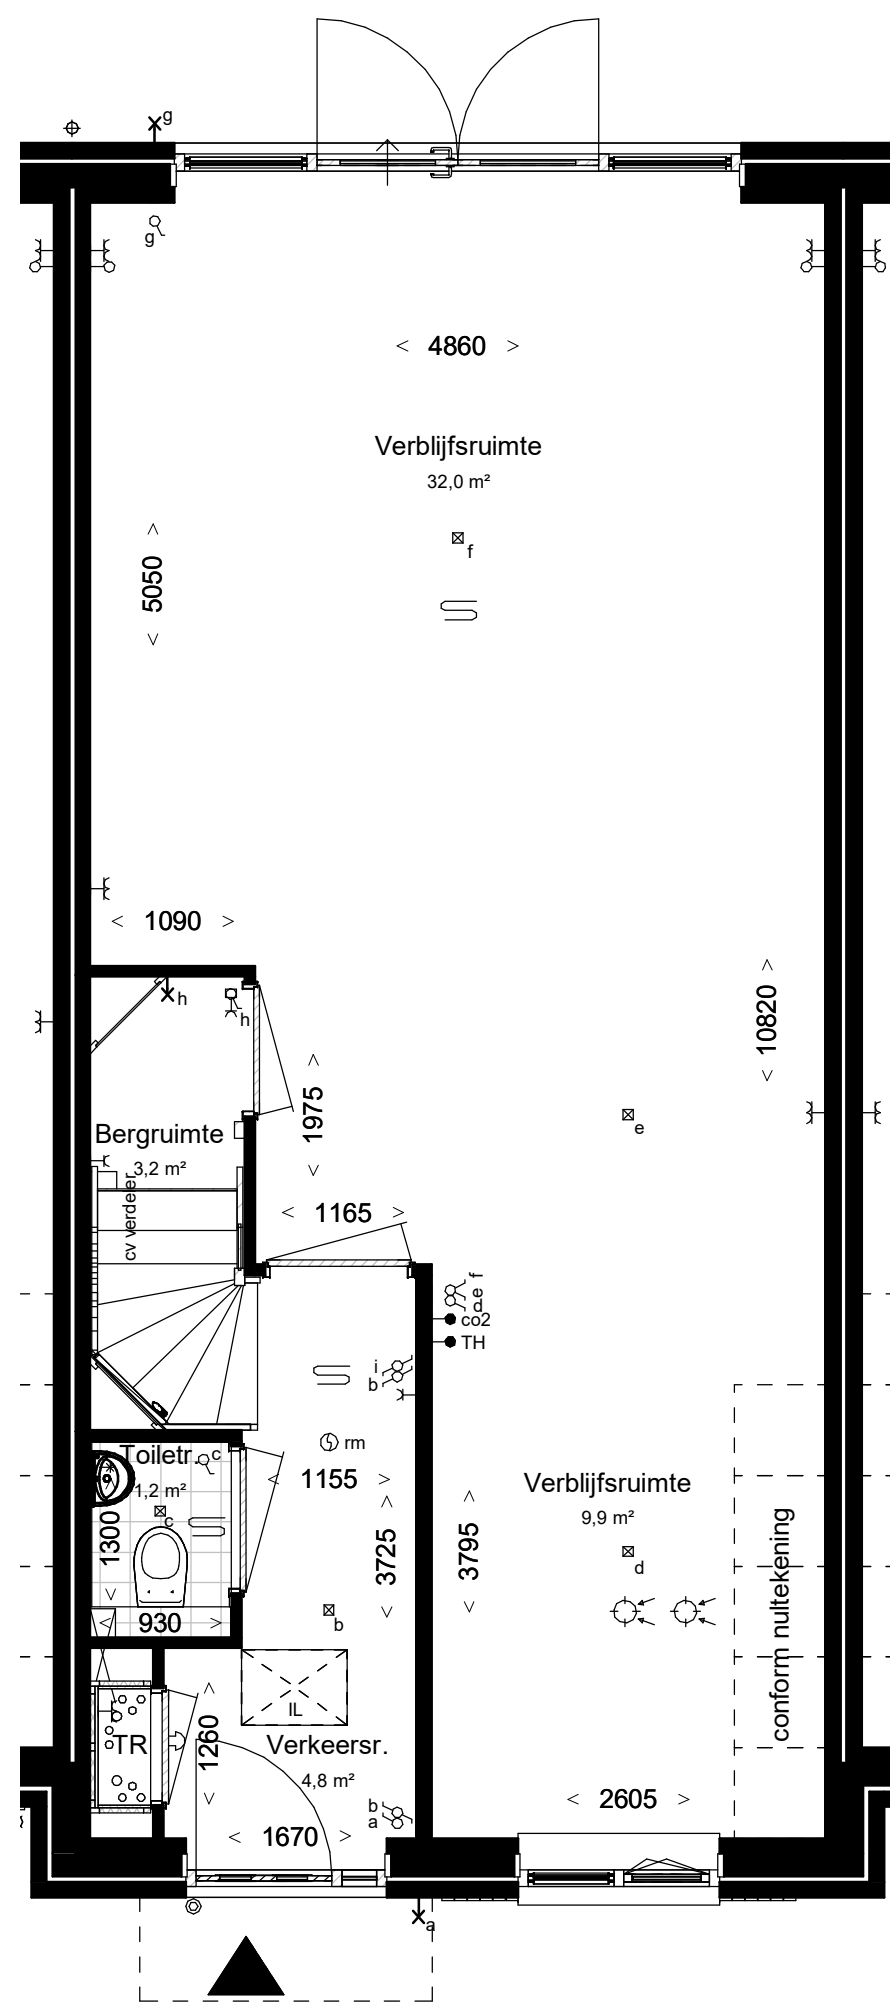 g
g
< 4860 >
Verblijfsruimte
32,0 m²
f
< 5050 >
< 1090 >
h
h
< 10820 >
< 1975 >
e
Bergruimte
3,2 m²
cv verdeler
< 1165 >
f
e
d
co2
TH
i
b
rm
Toiletr.
c
1,2 m²
c
< 1155 >
Verblijfsruimte
9,9 m²
< 1300
< 3725 >
< 3795 >
d
conform nultekening
b
< 930 >
IL
TR
< 1260 >
Verkeersr.
4,8 m²
b
a
< 1670 >
< 2605 >
a